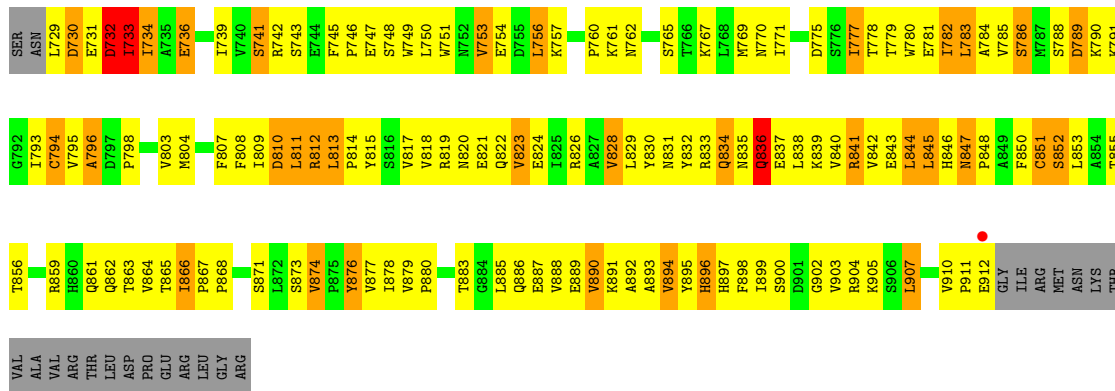 SER ASN L729 D730 E731 D732 I733 I734 A735 E736 I739 V740 S741 R742 S743 E744 F745 P746 E747 S748 W749 L750 W751 N752 V753 E754 D755 L756 K757 P760 K761 N762 S765 T766 K767 L768 M769 N770 I771 D775 S776 I777 T778 T779 W780 E781 I782 L783 A784 V785 S786 M787 S788 D789 K790 K791
G792 I793 C794 V795 A796 D797 P798 V803 M804 F807 F808 I809 D810 L811 R812 L813 P814 Y815 S816 V817 V818 R819 N820 E821 Q822 V823 E824 I825 R826 A827 V828 L829 Y830 N831 Y832 R833 Q834 N835 Q836 E837 L838 K839 V840 R841 V842 E843 L844 L845 H846 N847 P848 A849 F850 C851 S852 L853 A854 T855
T856 R859 H860 Q861 Q862 T863 V864 T865 I866 P867 P868 S871 L872 S873 V874 P875 Y876 V877 I878 V879 P880 T883 G884 L885 Q886 E887 V888 E889 V890 K891 A892 A893 V894 Y895 H896 H897 F898 I899 S900 D901 G902 V903 R904 K905 S906 L907 V910 P911 E912 GLY ILE ARG MET ASN LYS THR
VAL ALA VAL ARG THR LEU ASP PRO GLU ARG LEU GLY ARG